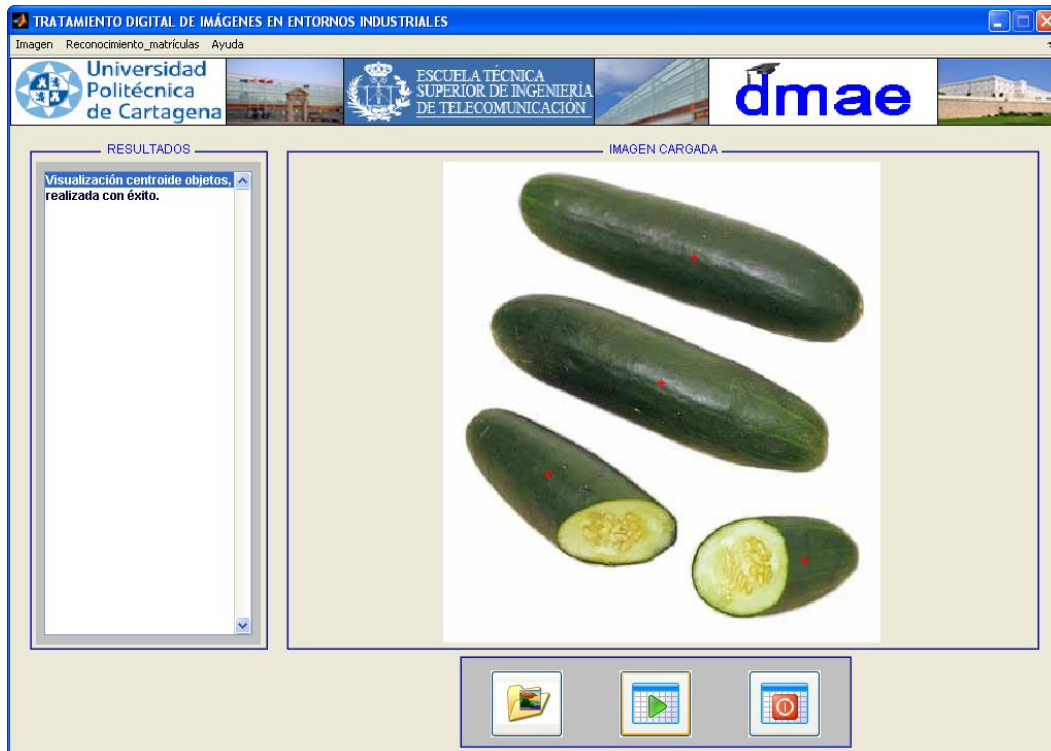 TRATAMIENTO DIGITAL DE IMÁGENES EN ENTORNOS INDUSTRIALES
Imagen Reconocimiento_matrículas Ayuda
Universidad
Politécnica
de Cartagena
ESCUELA TÉCNICA
SUPERIOR DE INGENIERÍA
DE TELECOMUNICACIÓN
dmae
RESULTADOS
Visualización centroide objetos,
realizada con éxito.
IMAGEN CARGADA